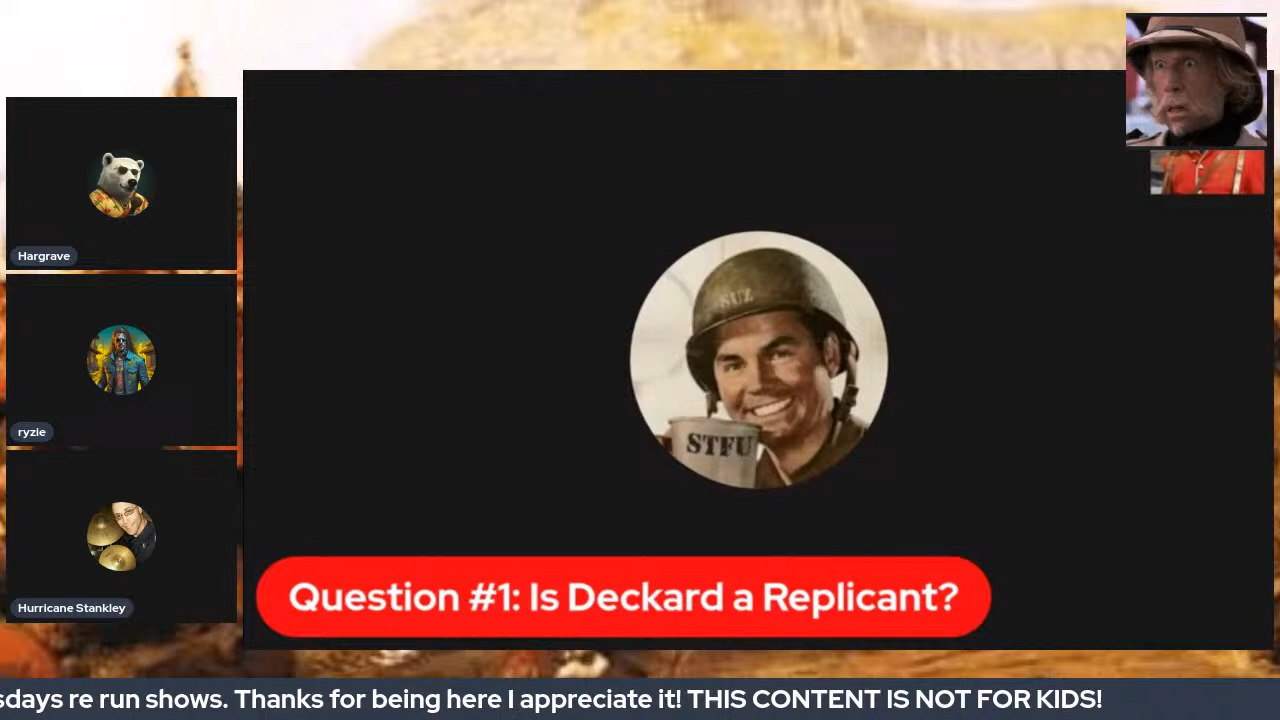 Hargrave
SUZ
STFU
ryzie
Question #1: Is Deckard a Replicant?
Hurricane Stankley
sdays re run shows. Thanks for being here I appreciate it! THIS CONTENT IS NOT FOR KIDS!